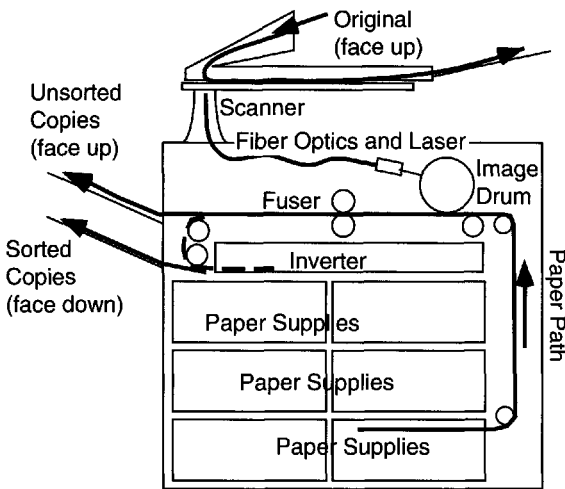 Original
(face up)
Unsorted
Copies
(face up)
Scanner
Fiber Optics and Laser
Image
Drum
Fuser
Sorted
Copies
(face down)
Inverter
Paper Path
Paper Supplies
Paper Supplies
Paper Supplies